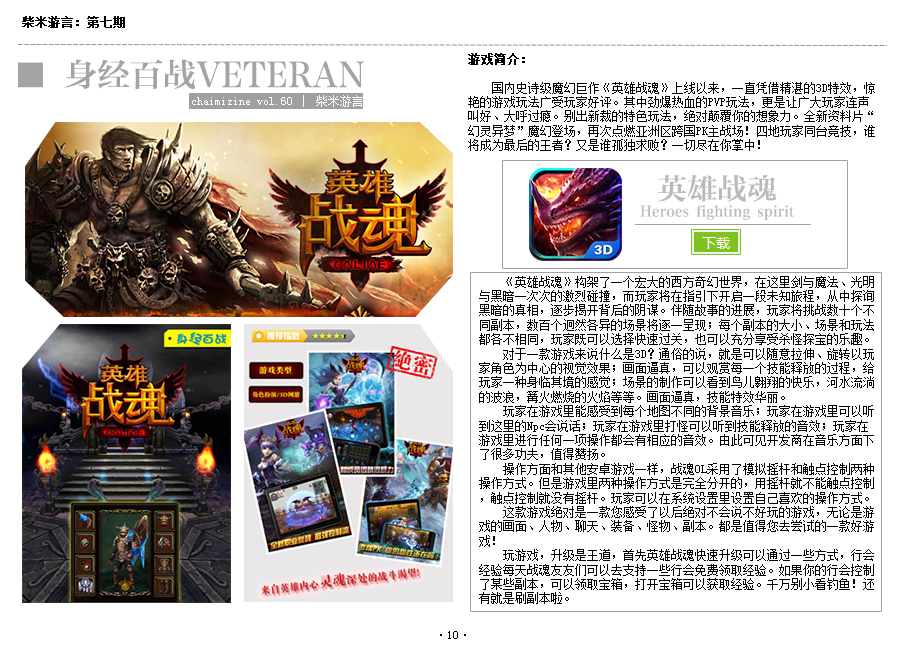 柴米游言：第七期
身经百战VETERAN
chaimizine vol.60 | 柴米游言
英雄
战魂
ONLINE
·身经百战
英雄
战魂
推荐指数 ★★★★
游戏类型
角色扮演/3D网游
绝密
全新职业觉醒 最强控制流
来自英雄内心灵魂深处的战斗渴望!
游戏简介：
国内史诗级魔幻巨作《英雄战魂》上线以来，一直凭借精湛的3D特效，惊
艳的游戏玩法广受玩家好评。其中劲爆热血的PVP玩法，更是让广大玩家连声
叫好、大呼过瘾。别出新裁的特色玩法，绝对颠覆你的想象力。全新资料片“
幻灵异梦”魔幻登场，再次点燃亚洲区跨国PK主战场！四地玩家同台竞技，谁
将成为最后的王者？又是谁孤独求败？一切尽在你掌中！
3D
英雄战魂
Heroes fighting spirit
下载
《英雄战魂》构架了一个宏大的西方奇幻世界，在这里剑与魔法、光明
与黑暗一次次的激烈碰撞，而玩家将在指引下开启一段未知旅程，从中探询
黑暗的真相，逐步揭开背后的阴谋。伴随故事的进展，玩家将挑战数十个不
同副本，数百个迥然各异的场景将逐一呈现；每个副本的大小、场景和玩法
都各不相同，玩家既可以选择快速过关，也可以充分享受杀怪探宝的乐趣。
对于一款游戏来说什么是3D？通俗的说，就是可以随意拉伸、旋转以玩
家角色为中心的视觉效果；画面逼真，可以观赏每一个技能释放的过程，给
玩家一种身临其境的感觉；场景的制作可以看到鸟儿翱翔的快乐，河水流淌
的波浪，篝火燃烧的火焰等等。画面逼真，技能特效华丽。
玩家在游戏里能感受到每个地图不同的背景音乐；玩家在游戏里可以听
到这里的Npc会说话；玩家在游戏里打怪可以听到技能释放的音效；玩家在
游戏里进行任何一项操作都会有相应的音效。由此可见开发商在音乐方面下
了很多功夫，值得赞扬。
操作方面和其他安卓游戏一样，战魂OL采用了模拟摇杆和触点控制两种
操作方式。但是游戏里两种操作方式是完全分开的，用摇杆就不能触点控制
，触点控制就没有摇杆。玩家可以在系统设置里设置自己喜欢的操作方式。
这款游戏绝对是一款您感受了以后绝对不会说不好玩的游戏，无论是游
戏的画面、人物、聊天、装备、怪物、副本。都是值得您去尝试的一款好游
戏！
玩游戏，升级是王道，首先英雄战魂快速升级可以通过一些方式，行会
经验每天战魂友友们可以去支持一些行会免费领取经验。如果你的行会控制
了某些副本，可以领取宝箱，打开宝箱可以获取经验。千万别小看钓鱼！还
有就是刷副本啦。
· 10 ·